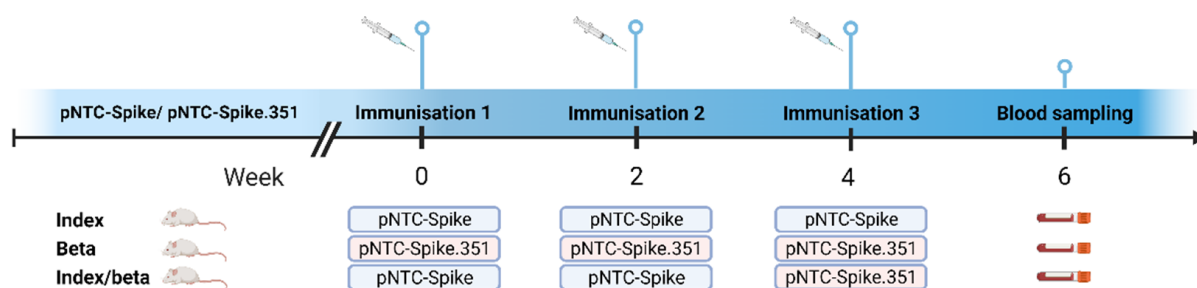 pNTC-Spike/ pNTC-Spike.351 Immunisation 1 Immunisation 2 Immunisation 3 Blood sampling
Week 0 2 4 6
Index pNTC-Spike pNTC-Spike pNTC-Spike
Beta pNTC-Spike.351 pNTC-Spike.351 pNTC-Spike.351
Index/beta pNTC-Spike pNTC-Spike pNTC-Spike.351